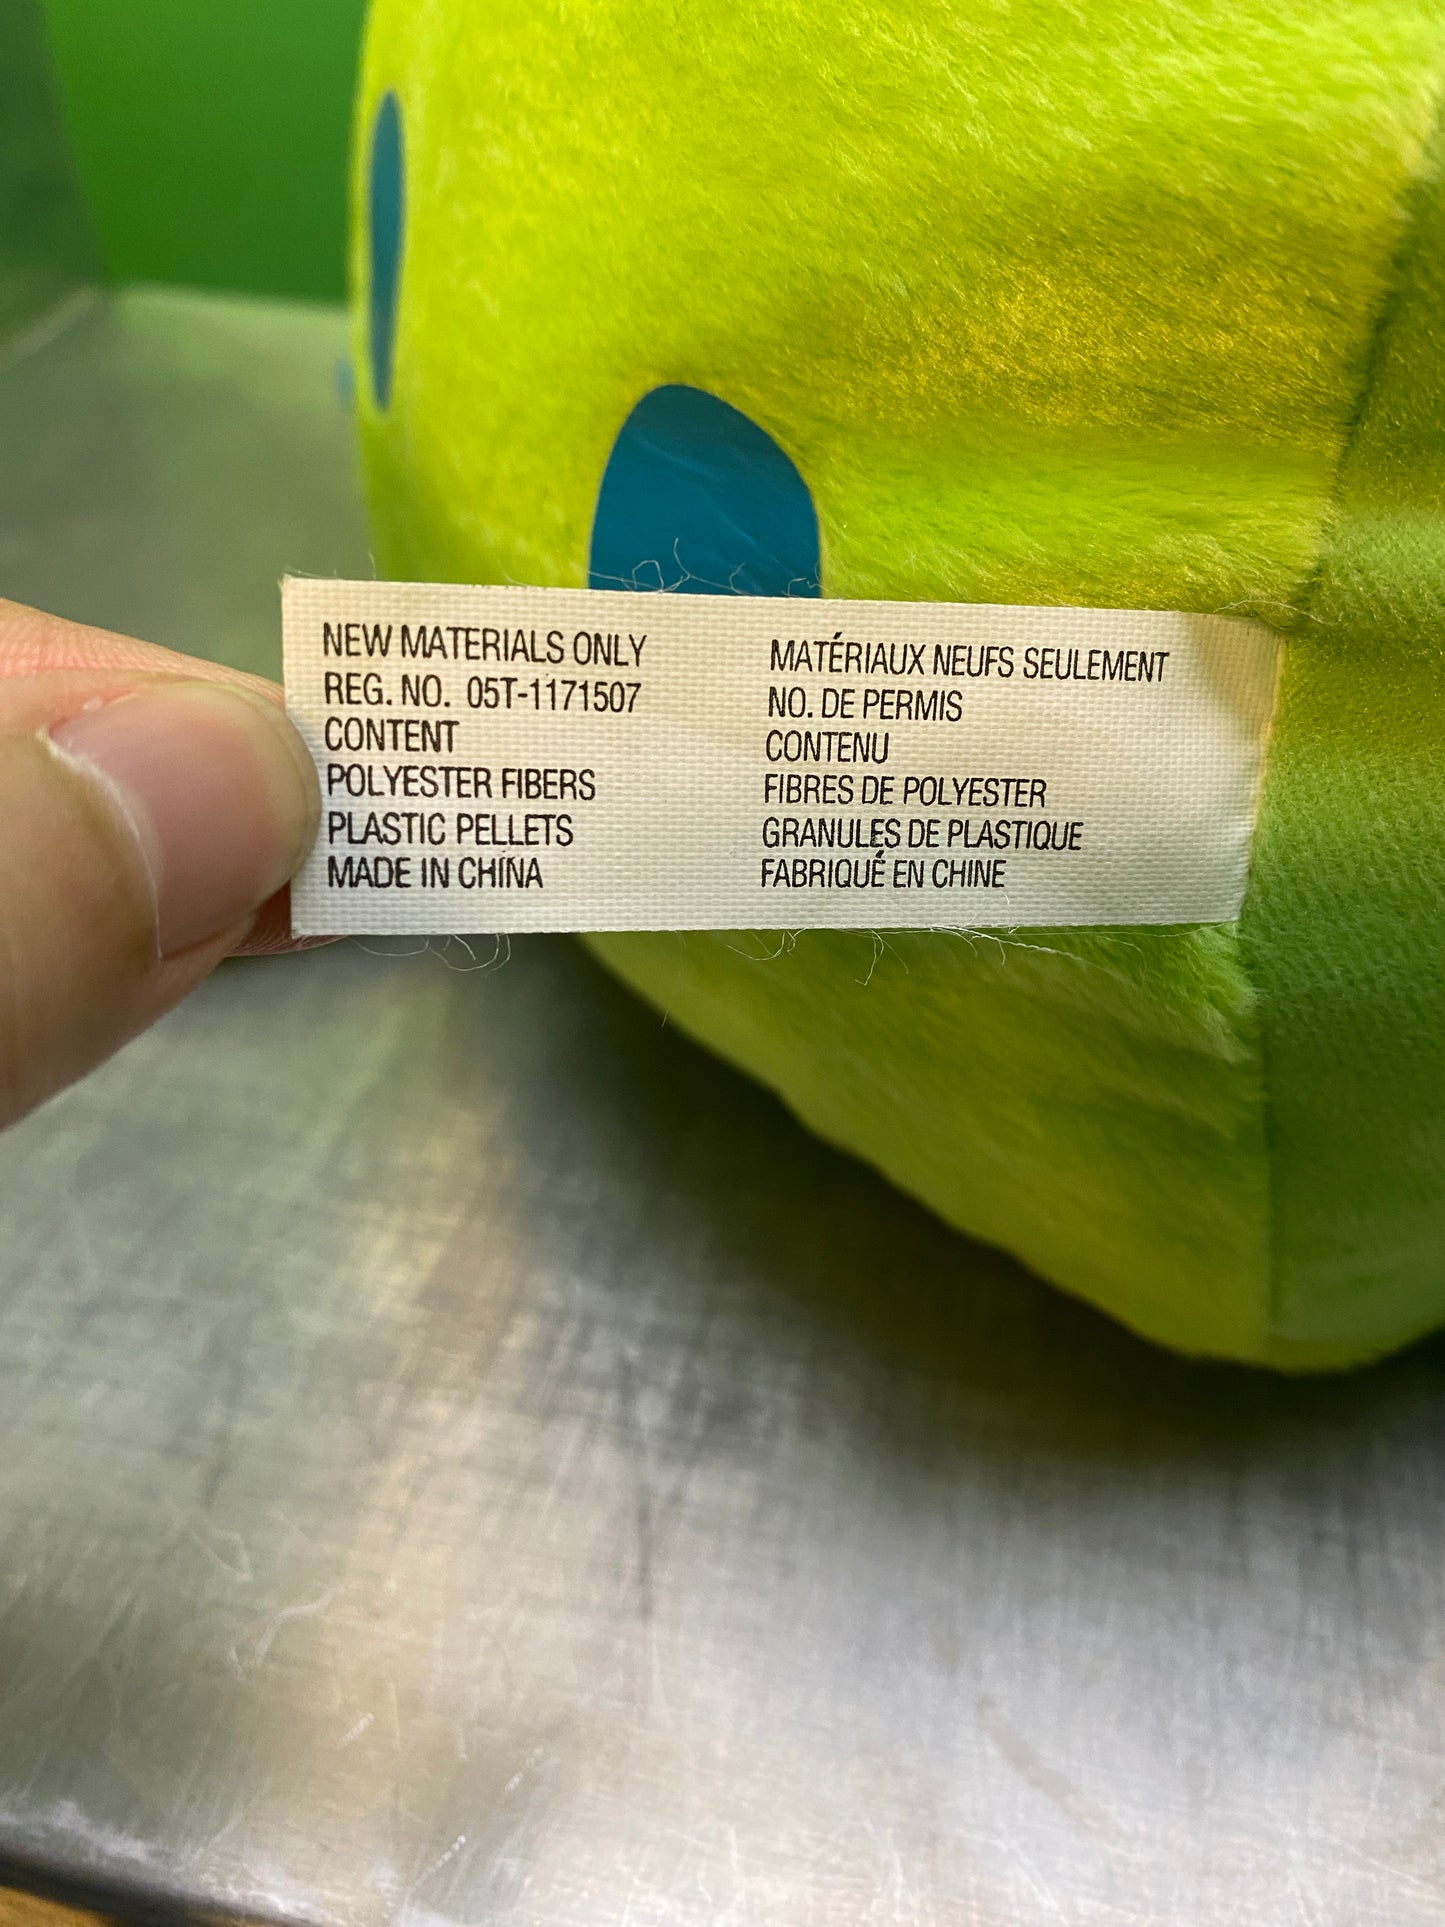 NEW MATERIALS ONLY
REG. NO. 05T-1171507
CONTENT
POLYESTER FIBERS
PLASTIC PELLETS
MADE IN CHINA
MATÉRIAUX NEUFS SEULEMENT
NO. DE PERMIS
CONTENU
FIBRES DE POLYESTER
GRANULES DE PLASTIQUE
FABRIQUÉ EN CHINE